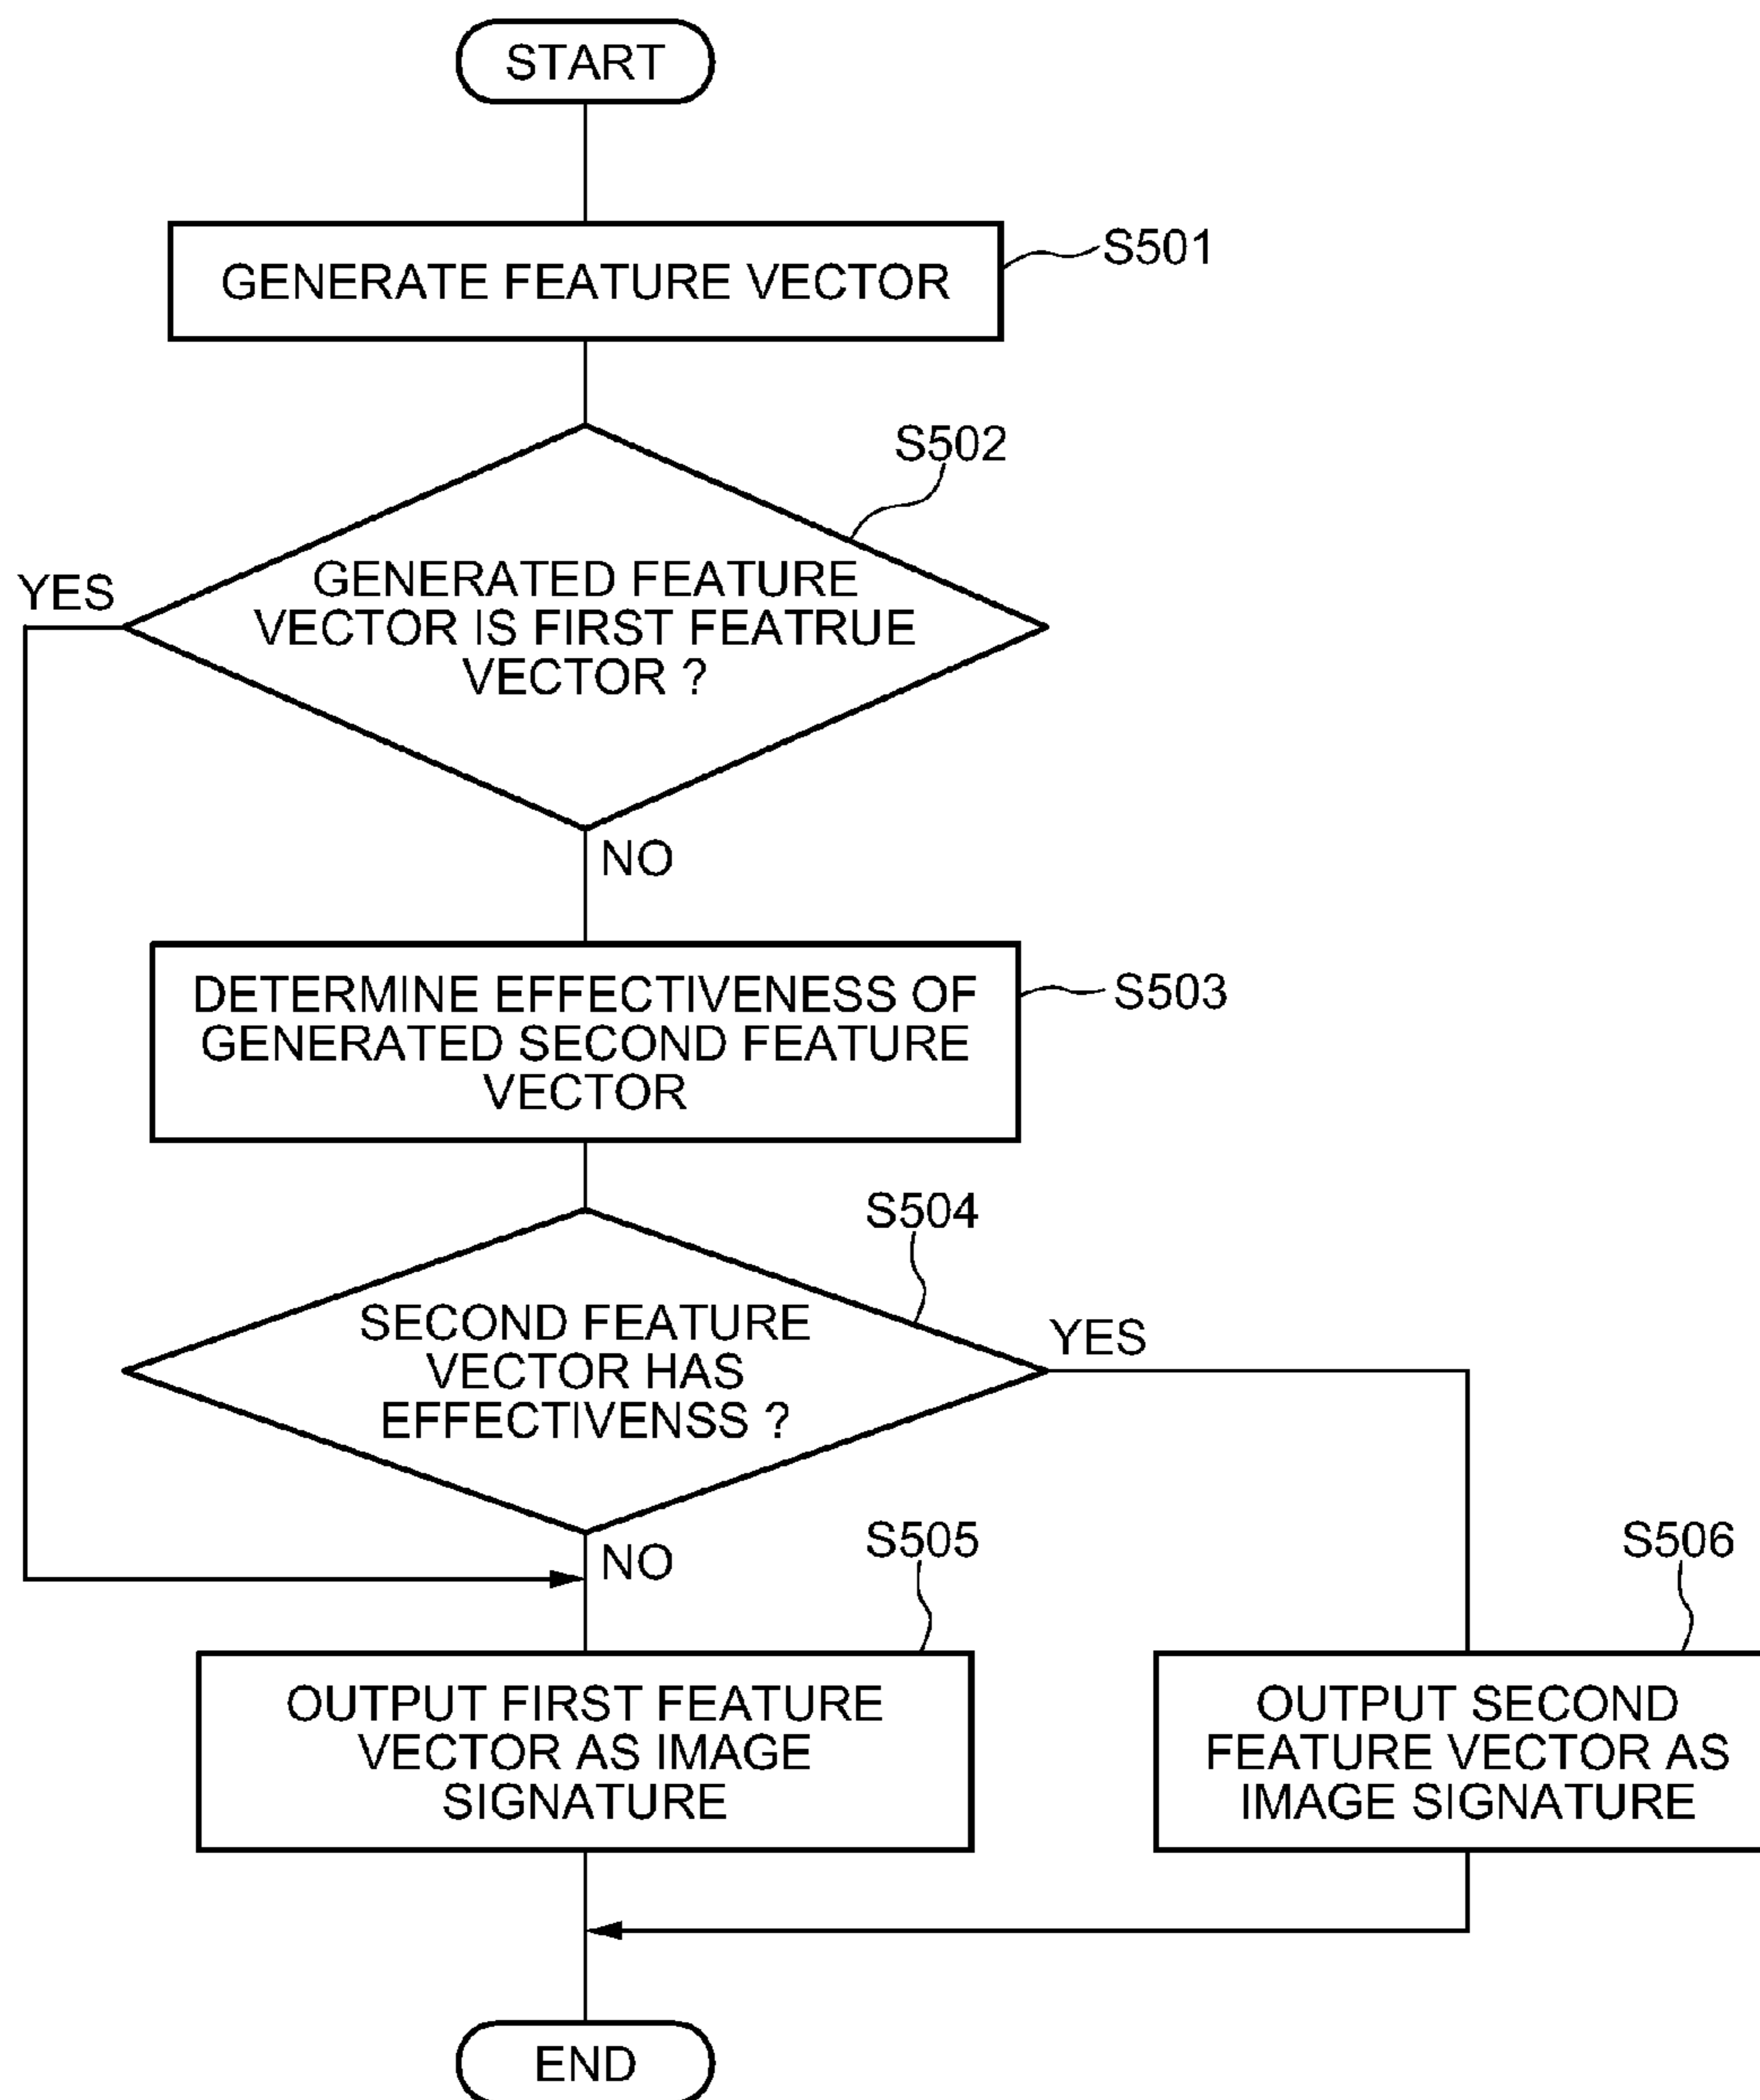 START
GENERATE FEATURE VECTOR
S501
S502
GENERATED FEATURE
VECTOR IS FIRST FEATRUE
VECTOR ?
YES
NO
DETERMINE EFFECTIVENESS OF
GENERATED SECOND FEATURE
VECTOR
S503
S504
SECOND FEATURE
VECTOR HAS
EFFECTIVENSS ?
YES
NO
S505
OUTPUT FIRST FEATURE
VECTOR AS IMAGE
SIGNATURE
S506
OUTPUT SECOND
FEATURE VECTOR AS
IMAGE SIGNATURE
END